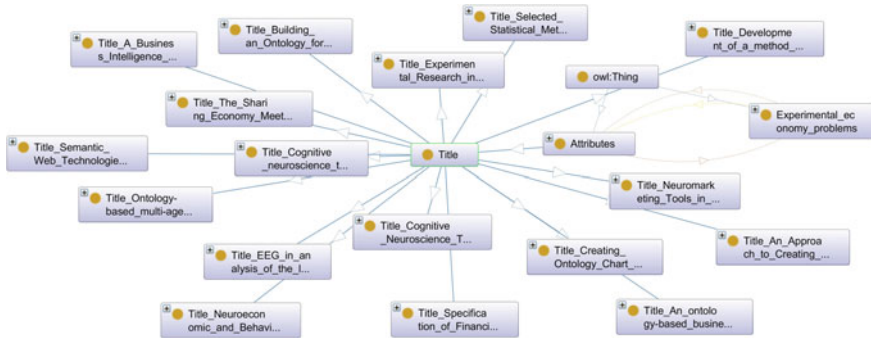 Title_Selected_
Statistical_Met...
Title_Building_
an_Ontology_for...
Title_A_Busines
s_Intelligence_...
Title_Developme
nt_of_a_method_...
Title_Experimen
tal_Research_in...
owl:Thing
Title_The_Shari
ng_Economy_Meet...
Experimental_ec
onomy_problems
Attributes
Title_Semantic_
Web_Technologie...
Title_Cognitive
_neuroscience_t...
Title
Title_Neuromark
eting_Tools_in_...
Title_Ontology-
based_multi-age...
Title_Cognitive
_Neuroscience_T...
Title_An_Approa
ch_to_Creating_...
Title_EEG_in_an
alysis_of_the_I...
Title_Creating_
Ontology_Chart_...
Title_Neuroecon
omic_and_Behavi...
Title_Specifica
tion_of_Financi...
Title_An_ontolo
gy-based_busine...